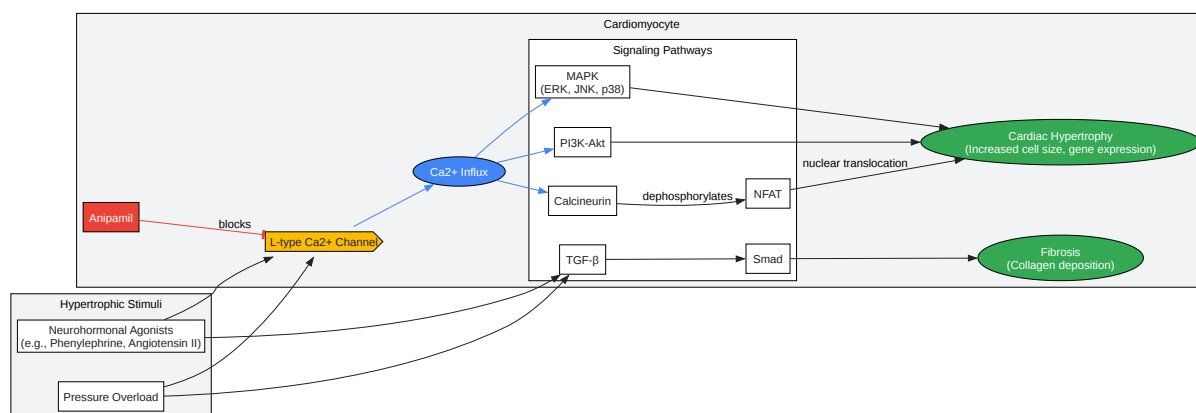 Cardiomyocyte
Signaling Pathways
MAPK
(ERK, JNK, p38)
PI3K-Akt
Calcineurin
dephosphorylates
NFAT
nuclear translocation
Cardiac Hypertrophy
(Increased cell size, gene expression)
Ca2+ Influx
Anipamil
blocks
L-type Ca2+ Channel
TGF-β
Smad
Fibrosis
(Collagen deposition)
Hypertrophic Stimuli
Neurohormonal Agonists
(e.g., Phenylephrine, Angiotensin II)
Pressure Overload